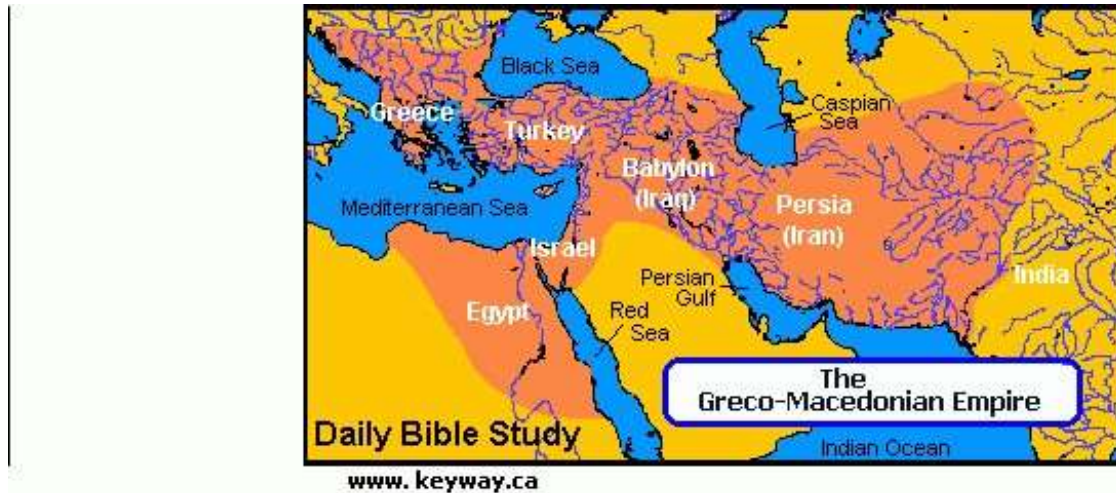 Black Sea
Greece
Turkey
Caspian
Sea
Babylon
(Iraq)
Mediterranean Sea
Persia
(Iran)
Israel
India
Persian
Gulf
Egypt
Red
Sea
The
Greco-Macedonian Empire
Daily Bible Study
Indian Ocean
www.keyway.ca